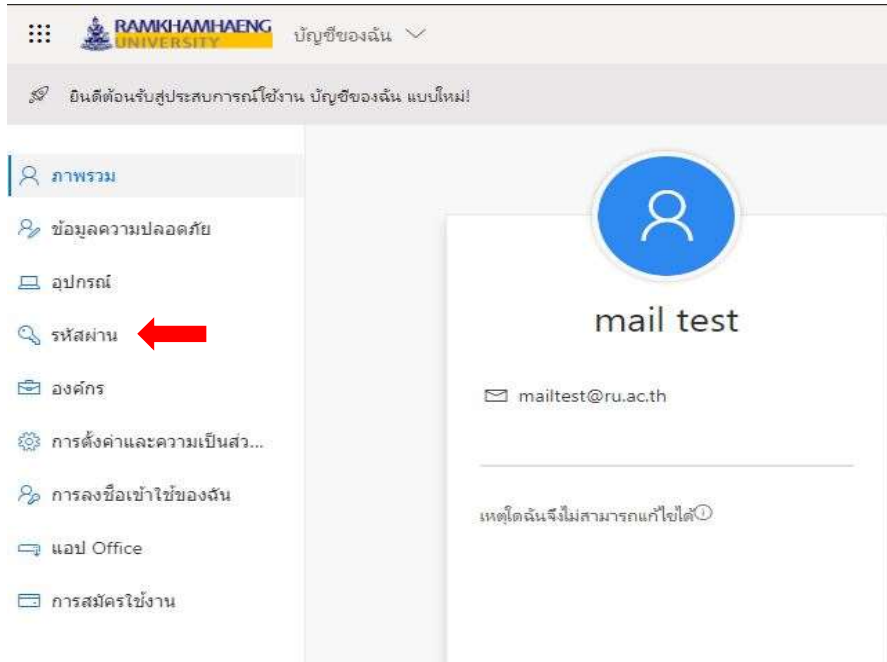 RAMKHAMHAENG
UNIVERSITY
บัญชีของฉัน
ยินดีต้อนรับสู่ประสบการณ์ใช้งาน บัญชีของฉัน แบบใหม่!
ภาพรวม
ข้อมูลความปลอดภัย
อุปกรณ์
รหัสผ่าน
องค์กร
การตั้งค่าและความเป็นส่ว...
การลงชื่อเข้าใช้ของฉัน
แอป Office
การสมัครใช้งาน
mail test
mailtest@ru.ac.th
เหตุใดฉันจึงไม่สามารถแก้ไขได้